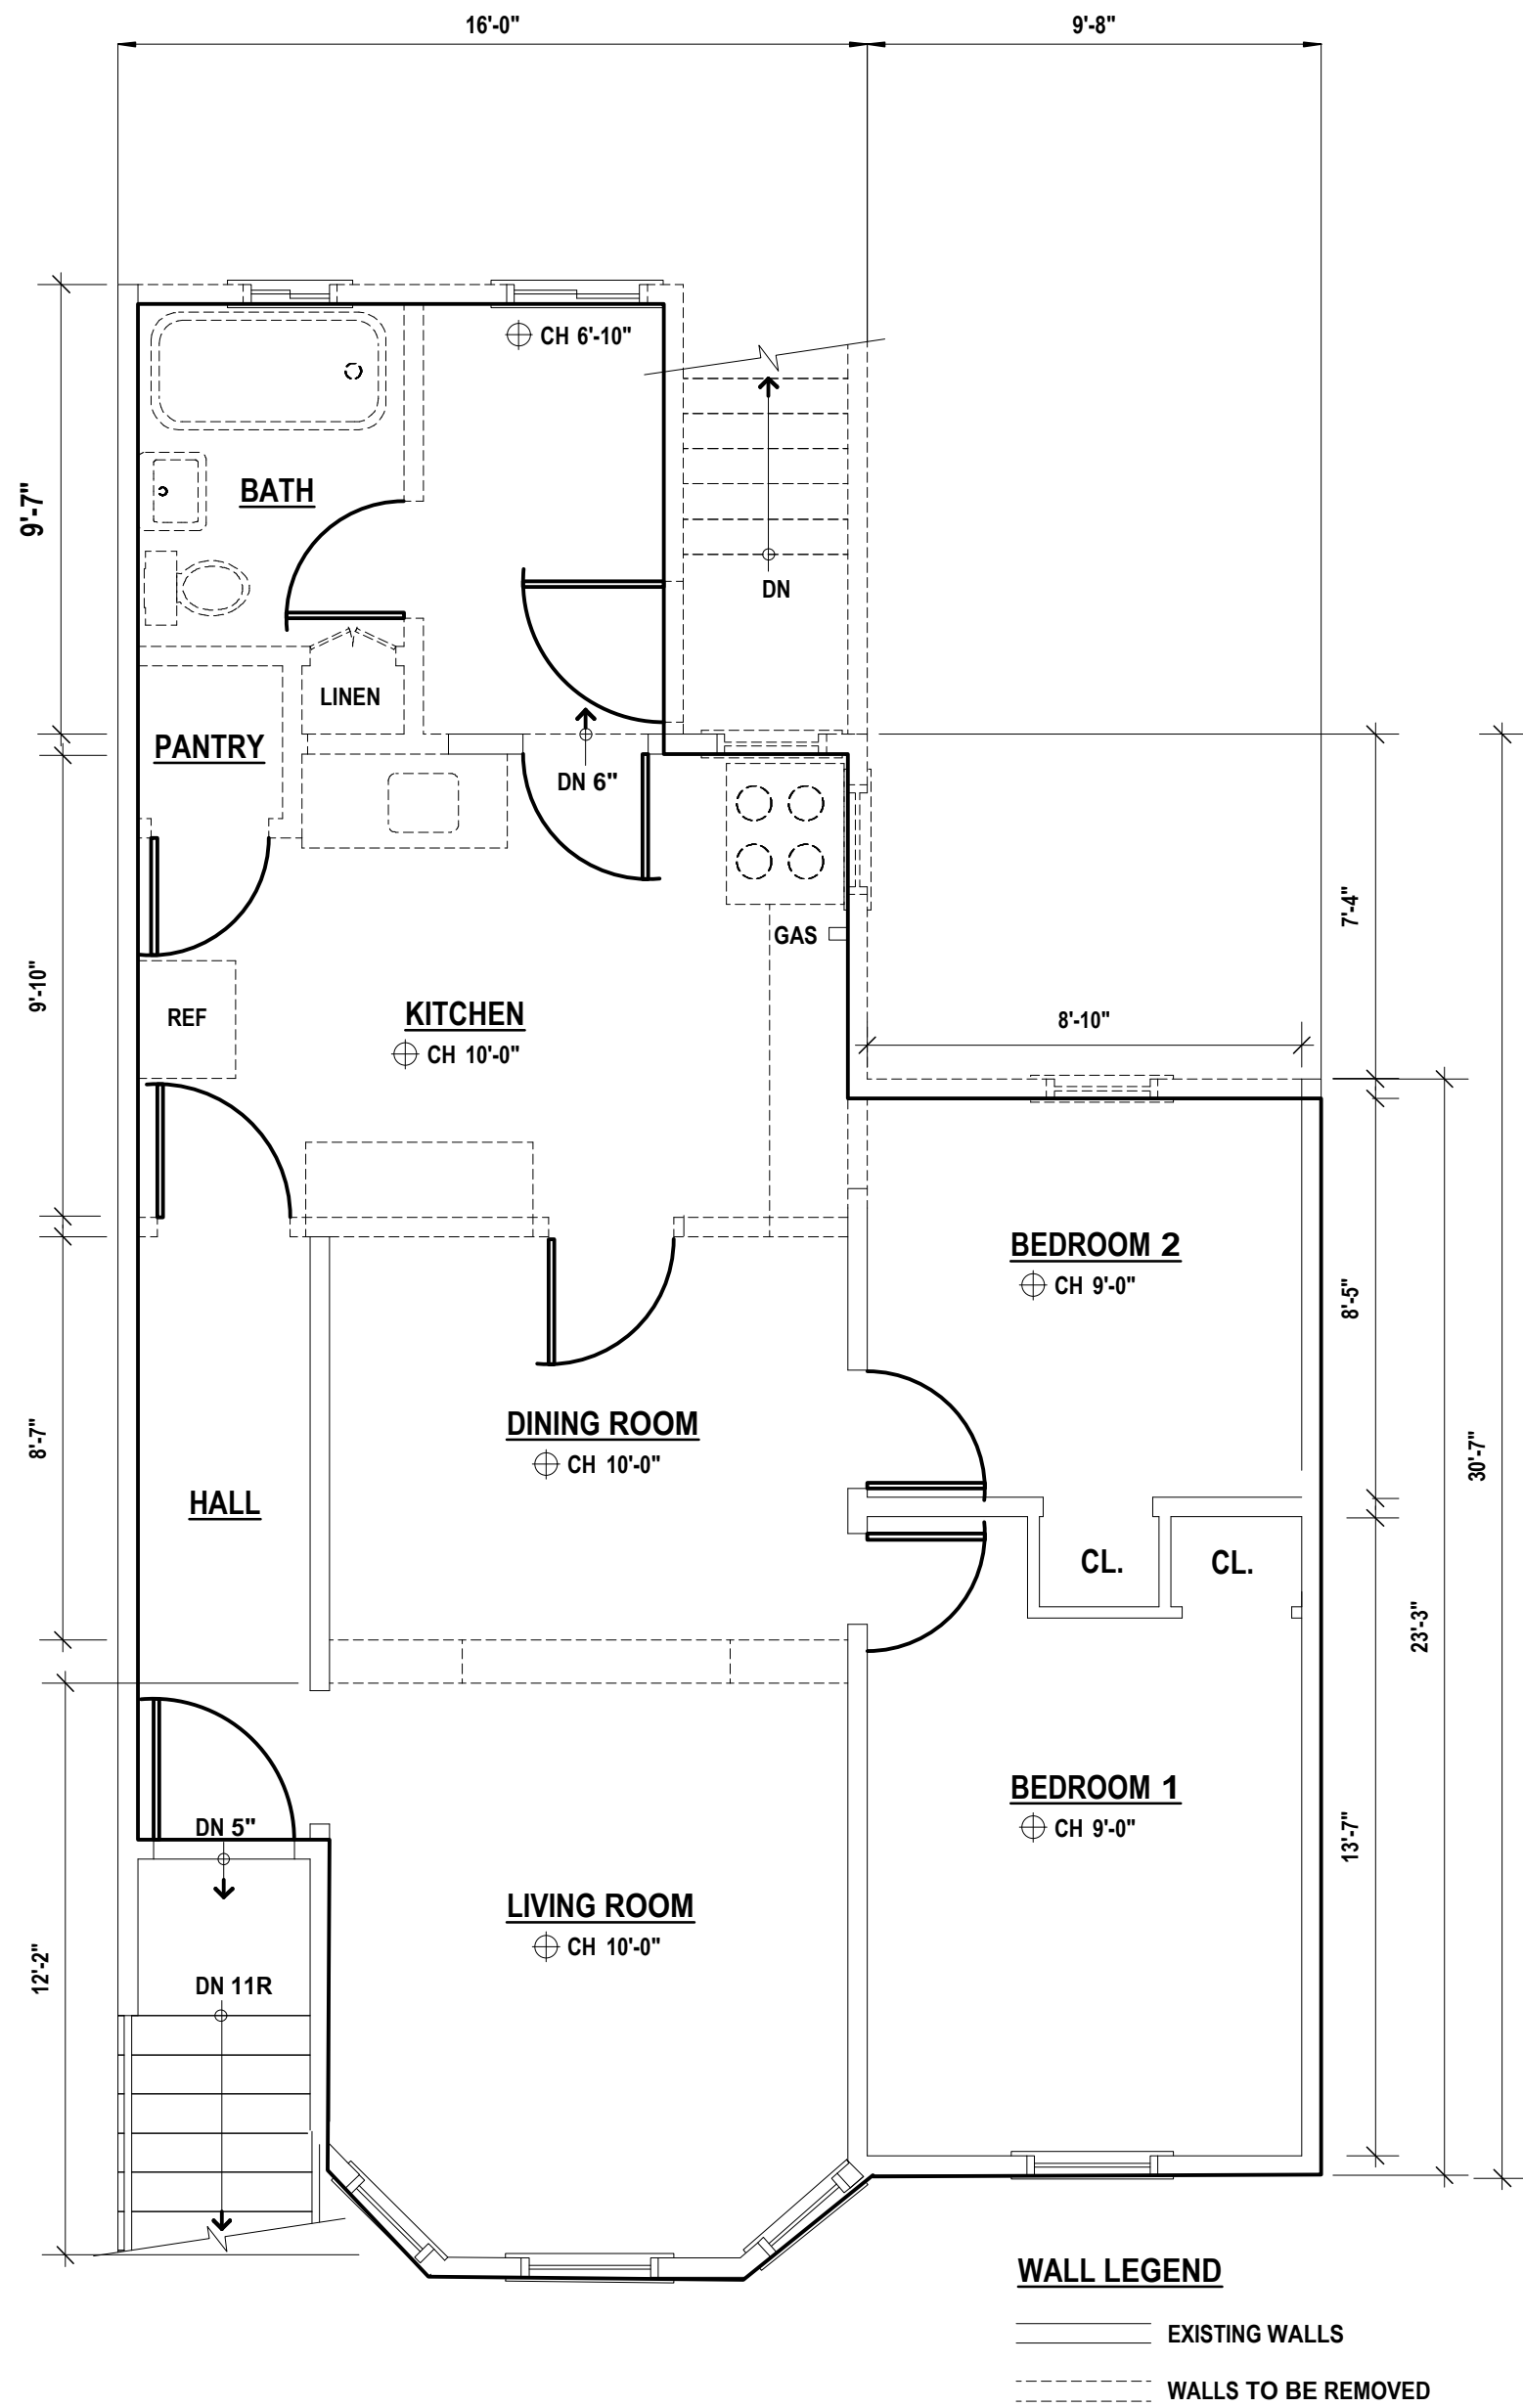 16'-0"
9'-8"
CH 6'-10"
9'-7"
BATH
DN
LINEN
PANTRY
DN 6"
7'-4"
GAS
9'-10"
REF
KITCHEN
8'-10"
CH 10'-0"
BEDROOM 2
CH 9'-0"
8'-5"
DINING ROOM
8'-7"
CH 10'-0"
30'-7"
HALL
CL.
CL.
23'-3"
BEDROOM 1
DN 5"
CH 9'-0"
13'-7"
LIVING ROOM
CH 10'-0"
12'-2"
DN 11R
WALL LEGEND
EXISTING WALLS
WALLS TO BE REMOVED